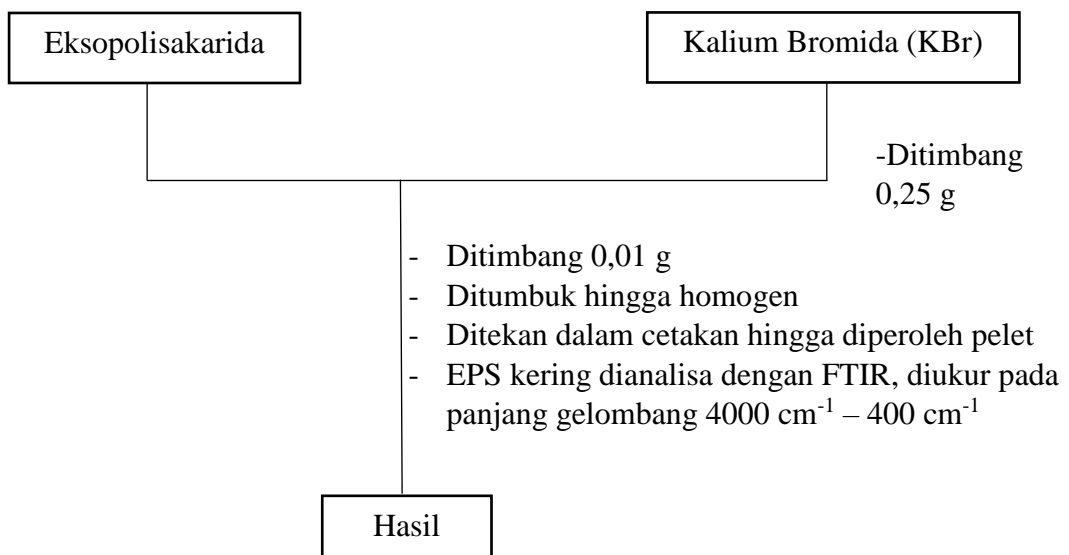 Eksopolisakarida
Kalium Bromida (KBr)
-Ditimbang
0,25 g
- Ditimbang 0,01 g
- Ditumbuk hingga homogen
- Ditekan dalam cetakan hingga diperoleh pelet
- EPS kering dianalisa dengan FTIR, diukur pada
panjang gelombang 4000 cm⁻¹ – 400 cm⁻¹
Hasil